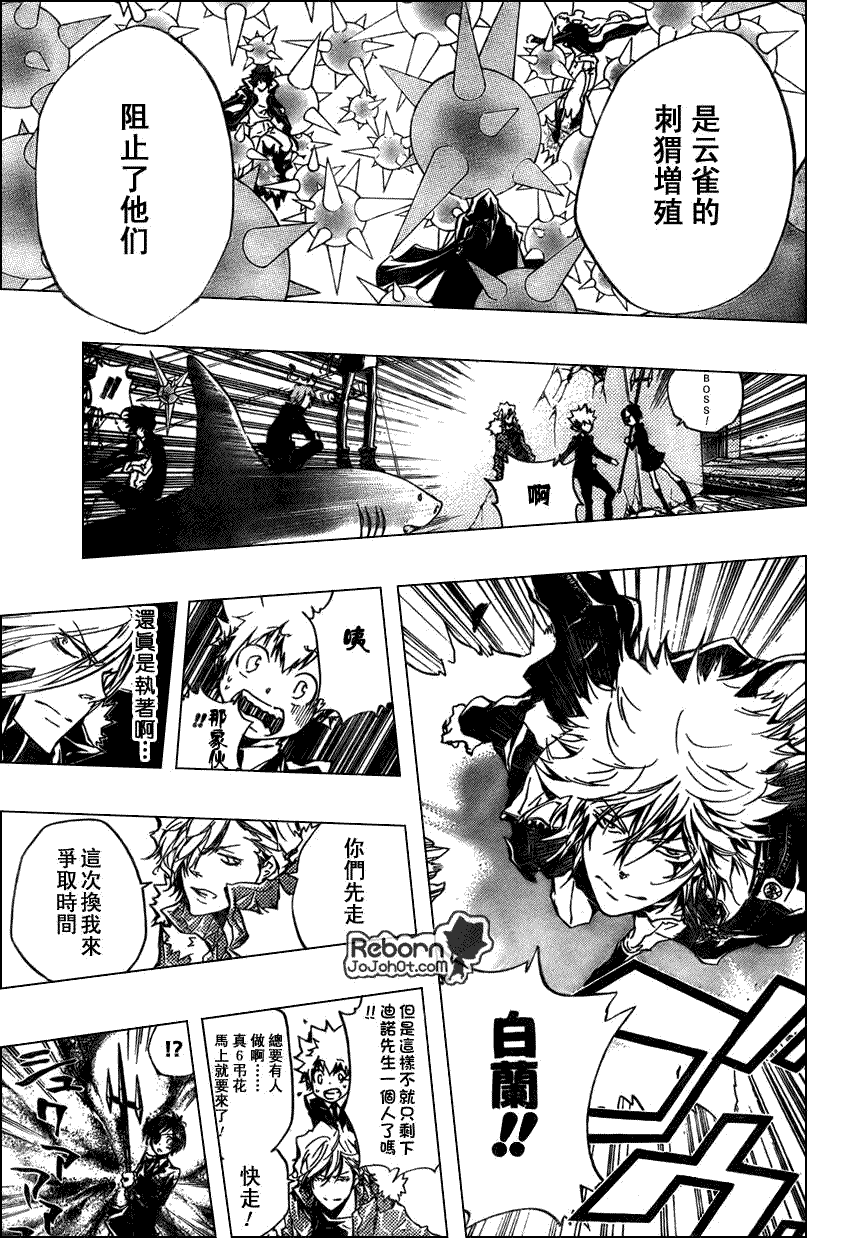 是云雀的
刺猬增殖
阻止了他们
BOSS!
啊
!!
白蘭!!
咦
那傢伙!!
還真是執著啊…
你們先走
這次換我來
爭取時間
Reborn
JoJoHOt.com
但是這樣不就只剩下
迪諾先生一個人了嗎
!!
總要有人
做啊……
真6弔花
馬上就要來了!
快走!
!?